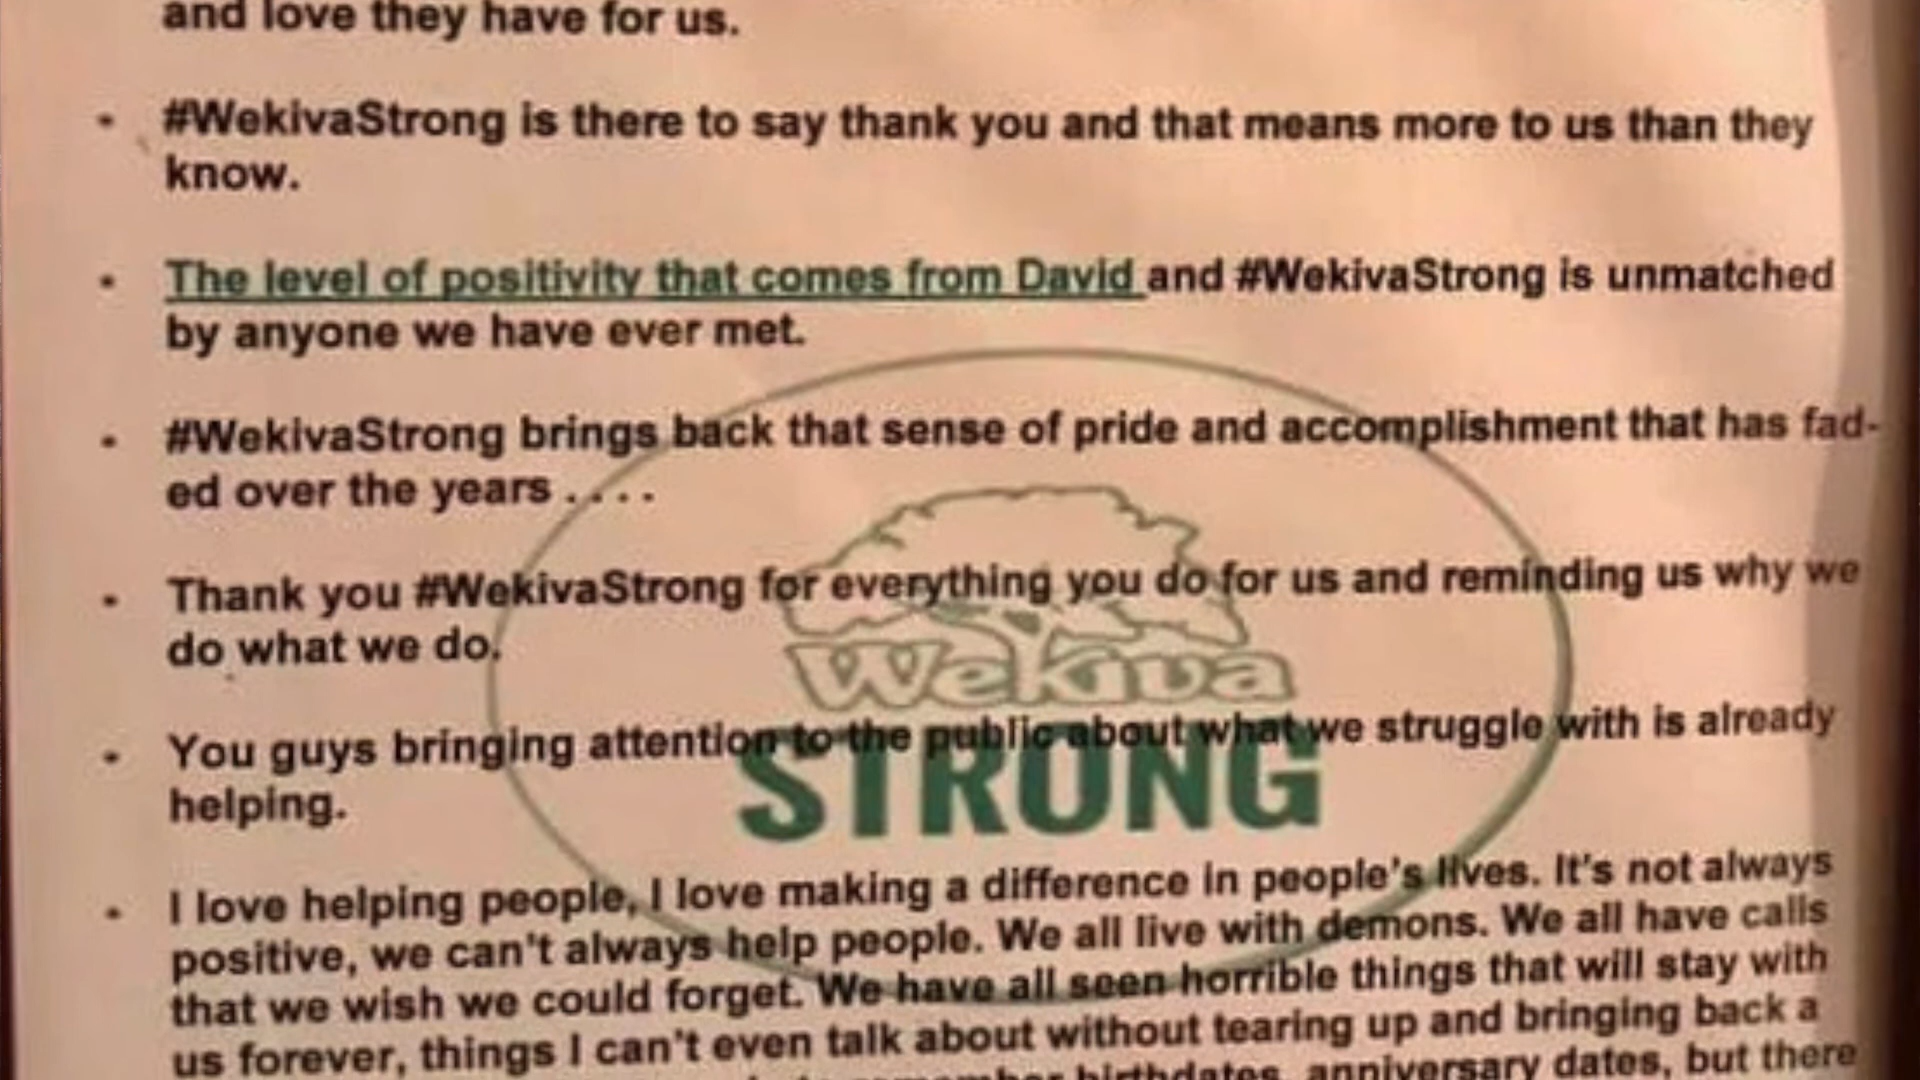 and love they have for us.
• #WekivaStrong is there to say thank you and that means more to us than they
know.
• The level of positivity that comes from David and #WekivaStrong is unmatched
by anyone we have ever met.
• #WekivaStrong brings back that sense of pride and accomplishment that has fad-
ed over the years . . . .
• Thank you #WekivaStrong for everything you do for us and reminding us why we
do what we do.
Wekiva
• You guys bringing attention to the public about what we struggle with is already
STRONG
helping.
• I love helping people, I love making a difference in people's lives. It's not always
positive, we can't always help people. We all live with demons. We all have calls
that we wish we could forget. We have all seen horrible things that will stay with
us forever, things I can't even talk about without tearing up and bringing back a
birthdates, anniversary dates, but there